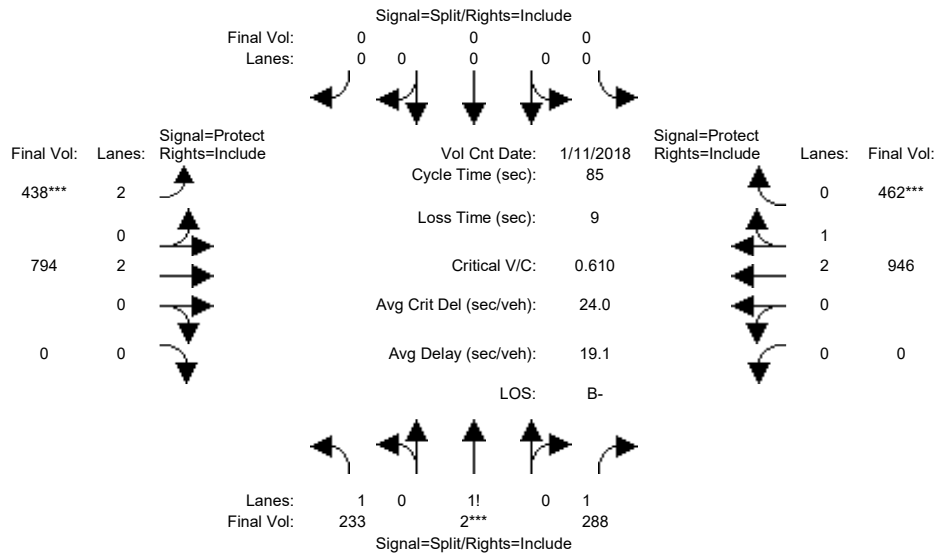 Signal=Split/Rights=Include
Final Vol: 0 0 0
Lanes: 0 0 0 0 0
Signal=Protect Signal=Protect
Final Vol: Lanes: Rights=Include Vol Cnt Date: 1/11/2018 Rights=Include Lanes: Final Vol:
Cycle Time (sec): 85
438*** 2 0 462***
Loss Time (sec): 9
0 1
794 2 Critical V/C: 0.610 2 946
0 Avg Crit Del (sec/veh): 24.0 0
0 0 Avg Delay (sec/veh): 19.1 0 0
LOS: B-
Lanes: 1 0 1! 0 1
Final Vol: 233 2*** 288
Signal=Split/Rights=Include